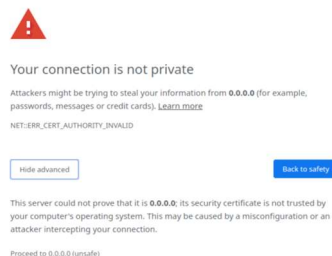 Your connection is not private
Attackers might be trying to steal your information from 0.0.0.0 (for example,
passwords, messages or credit cards). Learn more
NET::ERR_CERT_AUTHORITY_INVALID
Hide advanced
Back to safety
This server could not prove that it is 0.0.0.0; its security certificate is not trusted by
your computer's operating system. This may be caused by a misconfiguration or an
attacker intercepting your connection.
Proceed to 0.0.0.0 (unsafe)